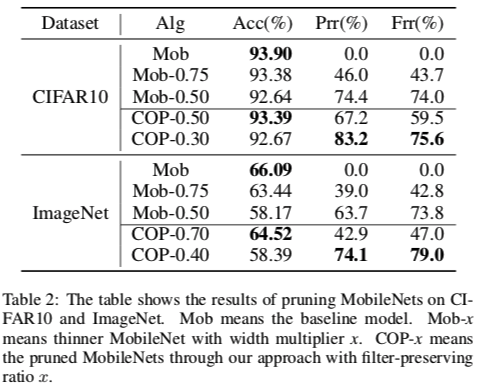 Dataset Alg Acc(%) Prr(%) Frr(%)
Mob 93.90 0.0 0.0
Mob-0.75 93.38 46.0 43.7
CIFAR10 Mob-0.50 92.64 74.4 74.0
COP-0.50 93.39 67.2 59.5
COP-0.30 92.67 83.2 75.6
Mob 66.09 0.0 0.0
Mob-0.75 63.44 39.0 42.8
ImageNet Mob-0.50 58.17 63.7 73.8
COP-0.70 64.52 42.9 47.0
COP-0.40 58.39 74.1 79.0
Table 2: The table shows the results of pruning MobileNets on CI-
FAR10 and ImageNet. Mob means the baseline model. Mob-x
means thinner MobileNet with width multiplier x. COP-x means
the pruned MobileNets through our approach with filter-preserving
ratio x.